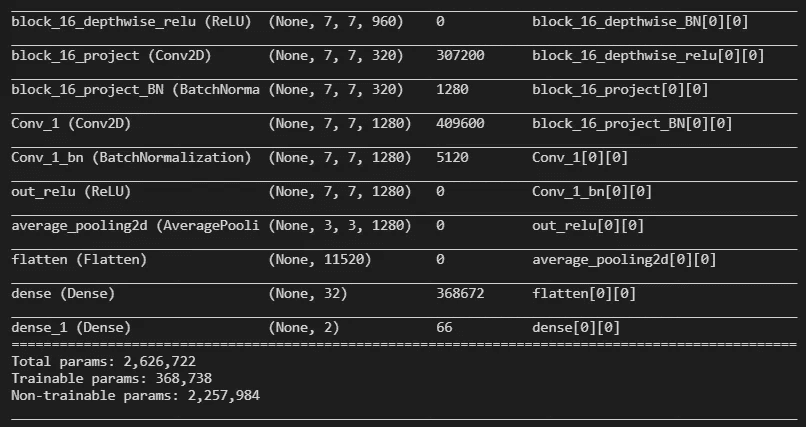 block_16_depthwise_relu (ReLU) (None, 7, 7, 960) 0 block_16_depthwise_BN[0][0]
block_16_project (Conv2D) (None, 7, 7, 320) 307200 block_16_depthwise_relu[0][0]
block_16_project_BN (BatchNorma (None, 7, 7, 320) 1280 block_16_project[0][0]
Conv_1 (Conv2D) (None, 7, 7, 1280) 409600 block_16_project_BN[0][0]
Conv_1_bn (BatchNormalization) (None, 7, 7, 1280) 5120 Conv_1[0][0]
out_relu (ReLU) (None, 7, 7, 1280) 0 Conv_1_bn[0][0]
average_pooling2d (AveragePooli (None, 3, 3, 1280) 0 out_relu[0][0]
flatten (Flatten) (None, 11520) 0 average_pooling2d[0][0]
dense (Dense) (None, 32) 368672 flatten[0][0]
dense_1 (Dense) (None, 2) 66 dense[0][0]
Total params: 2,626,722
Trainable params: 368,738
Non-trainable params: 2,257,984